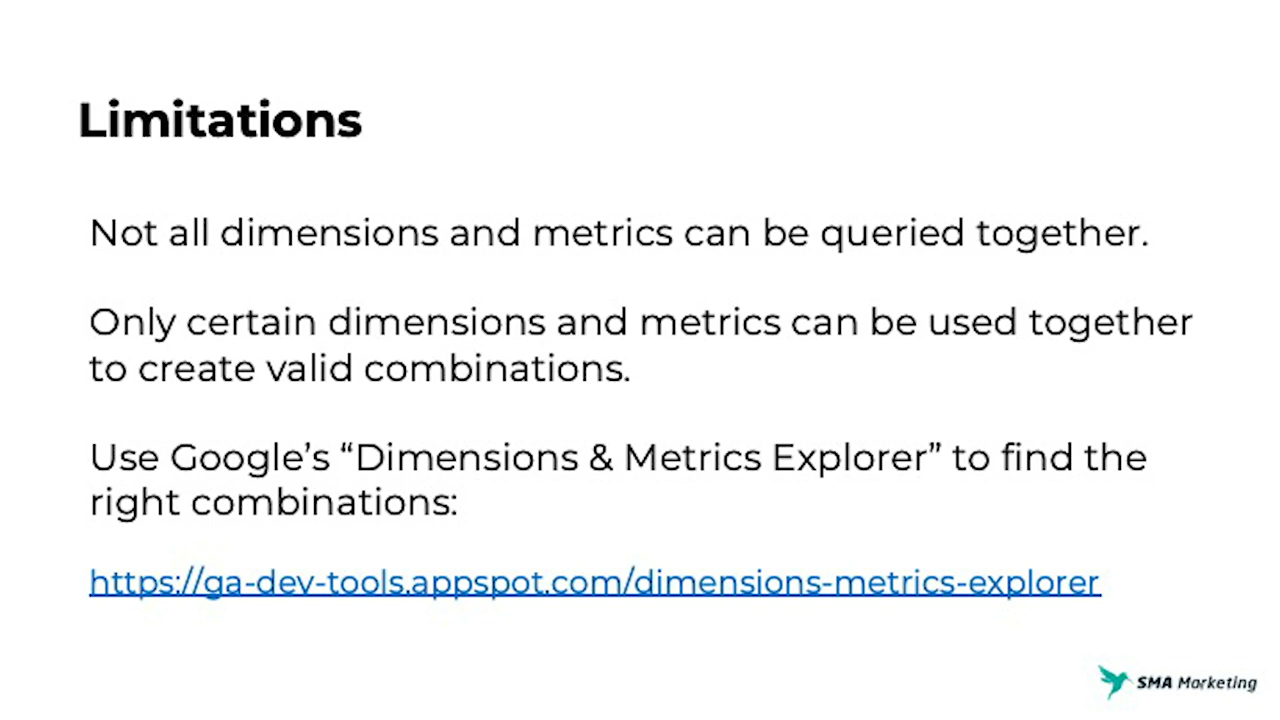 Limitations
Not all dimensions and metrics can be queried together.
Only certain dimensions and metrics can be used together
to create valid combinations.
Use Google’s “Dimensions & Metrics Explorer” to find the
right combinations:
https://ga-dev-tools.appspot.com/dimensions-metrics-explorer
SMA Marketing